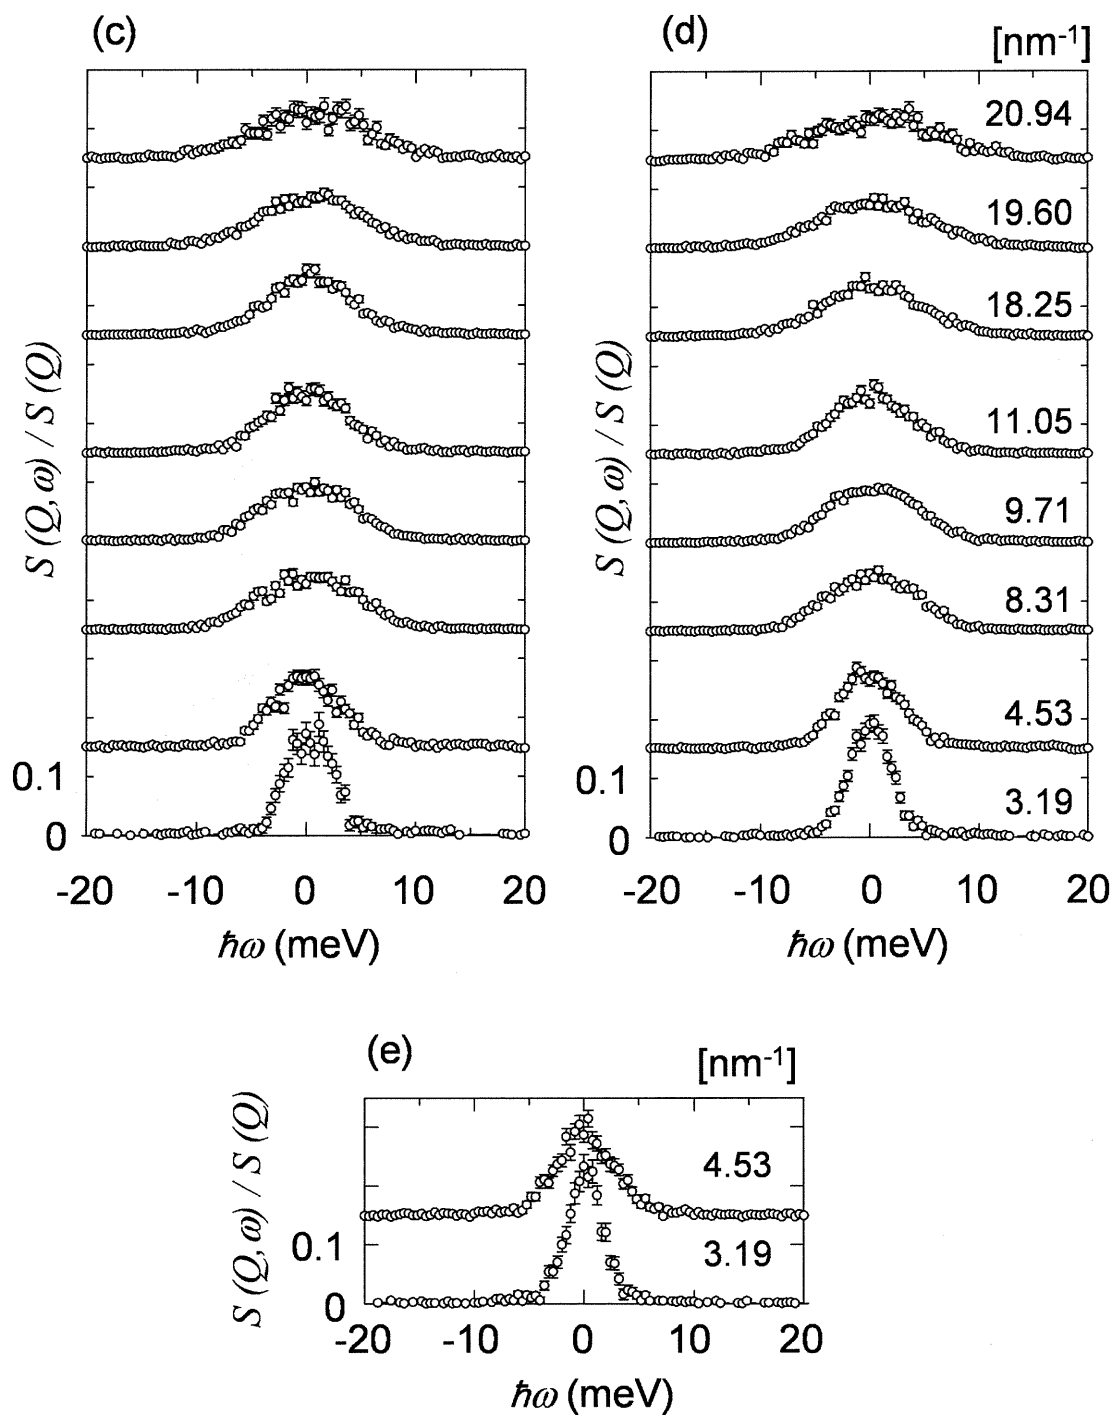 (c)
S (Q,ω) / S (Q)
0.1
0
-20 -10 0 10 20
ħω (meV)
(d) [nm⁻¹]
S (Q,ω) / S (Q)
20.94
19.60
18.25
11.05
9.71
8.31
4.53
3.19
0.1
0
-20 -10 0 10 20
ħω (meV)
(e) [nm⁻¹]
S (Q,ω) / S (Q)
4.53
3.19
0.1
0
-20 -10 0 10 20
ħω (meV)